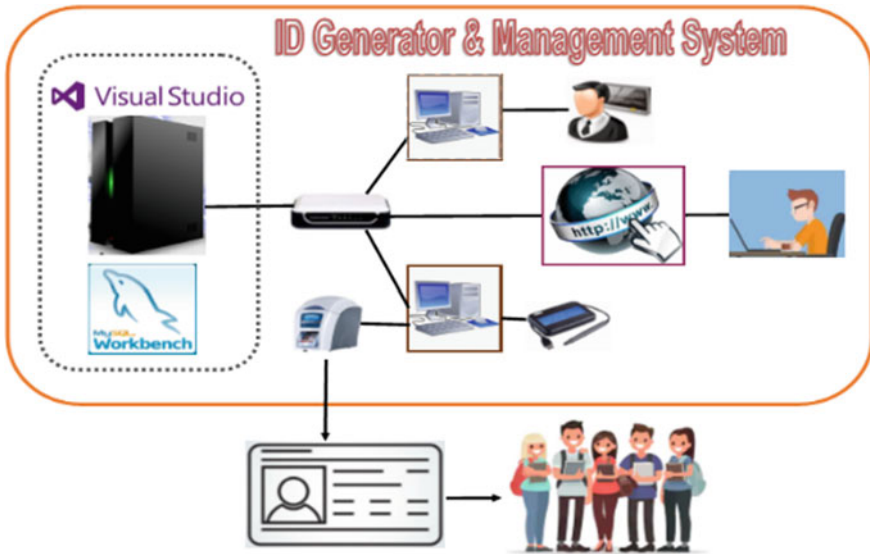 ID Generator & Management System
Visual Studio
http://www
MySQL
Workbench